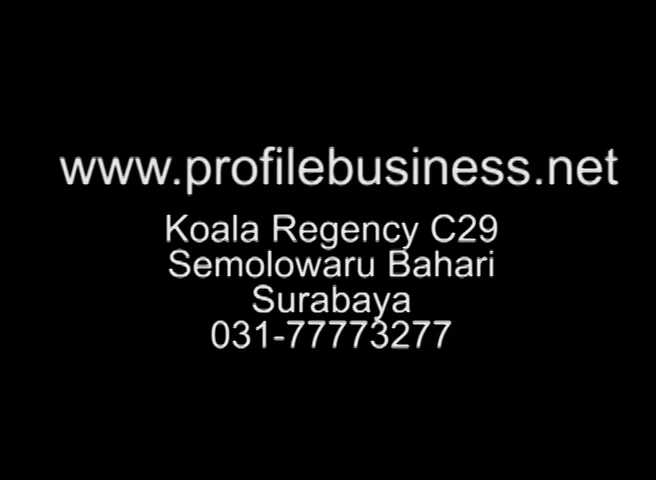 www.profilebusiness.net
Koala Regency C29
Semolowaru Bahari
Surabaya
031-77773277